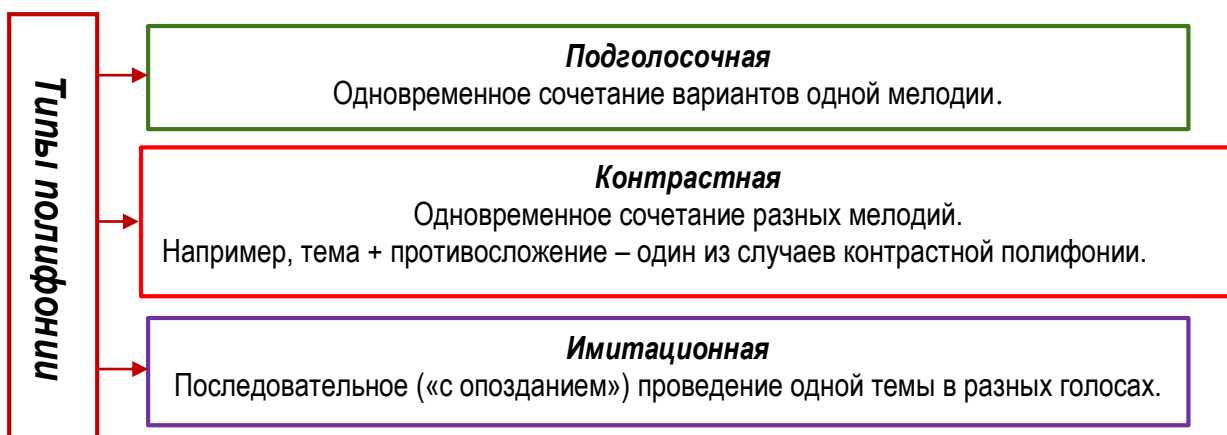 Типы полифонии
Подголосочная
Одновременное сочетание вариантов одной мелодии.
Контрастная
Одновременное сочетание разных мелодий.
Например, тема + противосложение – один из случаев контрастной полифонии.
Имитационная
Последовательное («с опозданием») проведение одной темы в разных голосах.